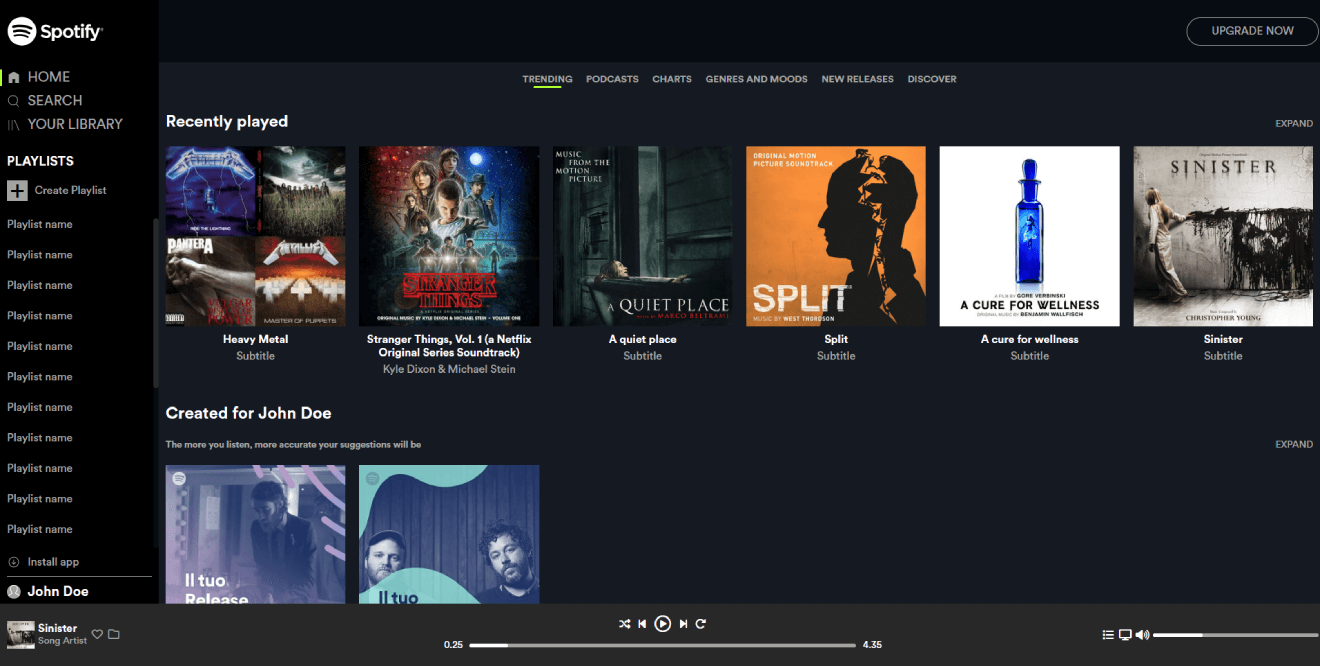 Spotify®
UPGRADE NOW
HOME
SEARCH
YOUR LIBRARY
PLAYLISTS
Create Playlist
Playlist name
Playlist name
Playlist name
Playlist name
Playlist name
Playlist name
Playlist name
Playlist name
Playlist name
Playlist name
Playlist name
Install app
John Doe
TRENDING PODCASTS CHARTS GENRES AND MOODS NEW RELEASES DISCOVER
Recently played
EXPAND
RIDE THE LIGHTNING
PANTERA
VULGAR
POWER
METALLICA
MASTER OF PUPPETS
Heavy Metal
Subtitle
STRANGER
THINGS
A NETFLIX ORIGINAL SERIES
ORIGINAL MUSIC BY KYLE DIXON & MICHAEL STEIN • VOLUME ONE
Stranger Things, Vol. 1 (a Netflix
Original Series Soundtrack)
Kyle Dixon & Michael Stein
MUSIC
FROM THE
MOTION
PICTURE
A QUIET PLACE
MUSIC BY MARCO BELTRAMI
A quiet place
Subtitle
ORIGINAL MOTION
PICTURE SOUNDTRACK
SPLIT
MUSIC BY WEST THORDSON
Split
Subtitle
A FILM BY GORE VERBINSKI
A CURE FOR WELLNESS
ORIGINAL MUSIC BY BENJAMIN WALLFISCH
A cure for wellness
Subtitle
Original Motion Picture Soundtrack
SINISTER
CHRISTOPHER YOUNG
Sinister
Subtitle
Created for John Doe
The more you listen, more accurate your suggestions will be
EXPAND
Il tuo
Release
Il tuo
Sinister
Song Artist
0.25
4.35